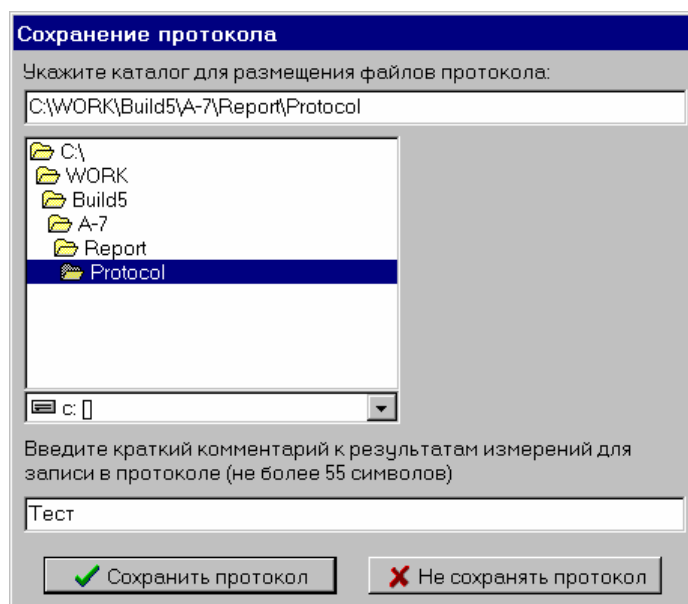 Сохранение протокола
Укажите каталог для размещения файлов протокола:
C:\WORK\Build5\A-7\Report\Protocol
C:\
WORK
Build5
A-7
Report
Protocol
c: []
Введите краткий комментарий к результатам измерений для
записи в протоколе (не более 55 символов)
Тест
Сохранить протокол
Не сохранять протокол